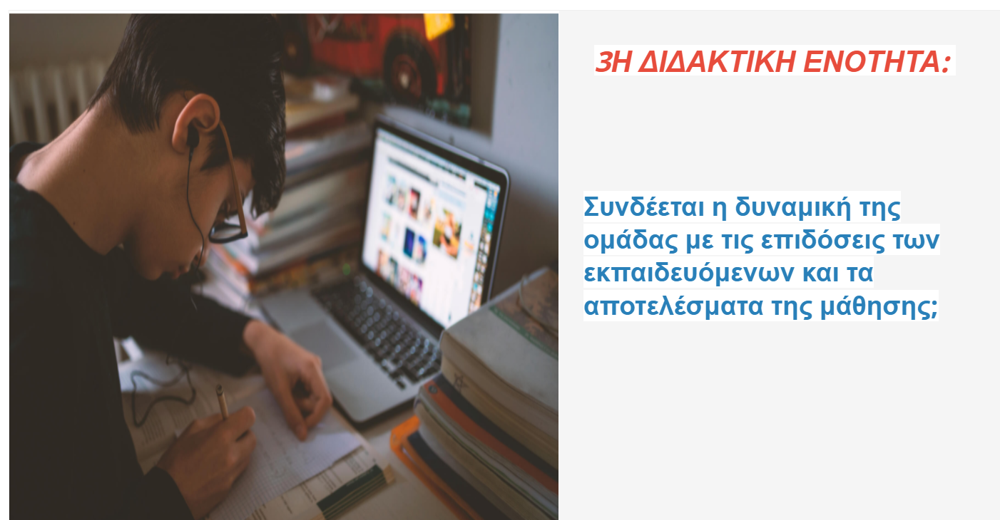 3Η ΔΙΔΑΚΤΙΚΗ ΕΝΟΤΗΤΑ:
Συνδέεται η δυναμική της
ομάδας με τις επιδόσεις των
εκπαιδευόμενων και τα
αποτελέσματα της μάθησης;